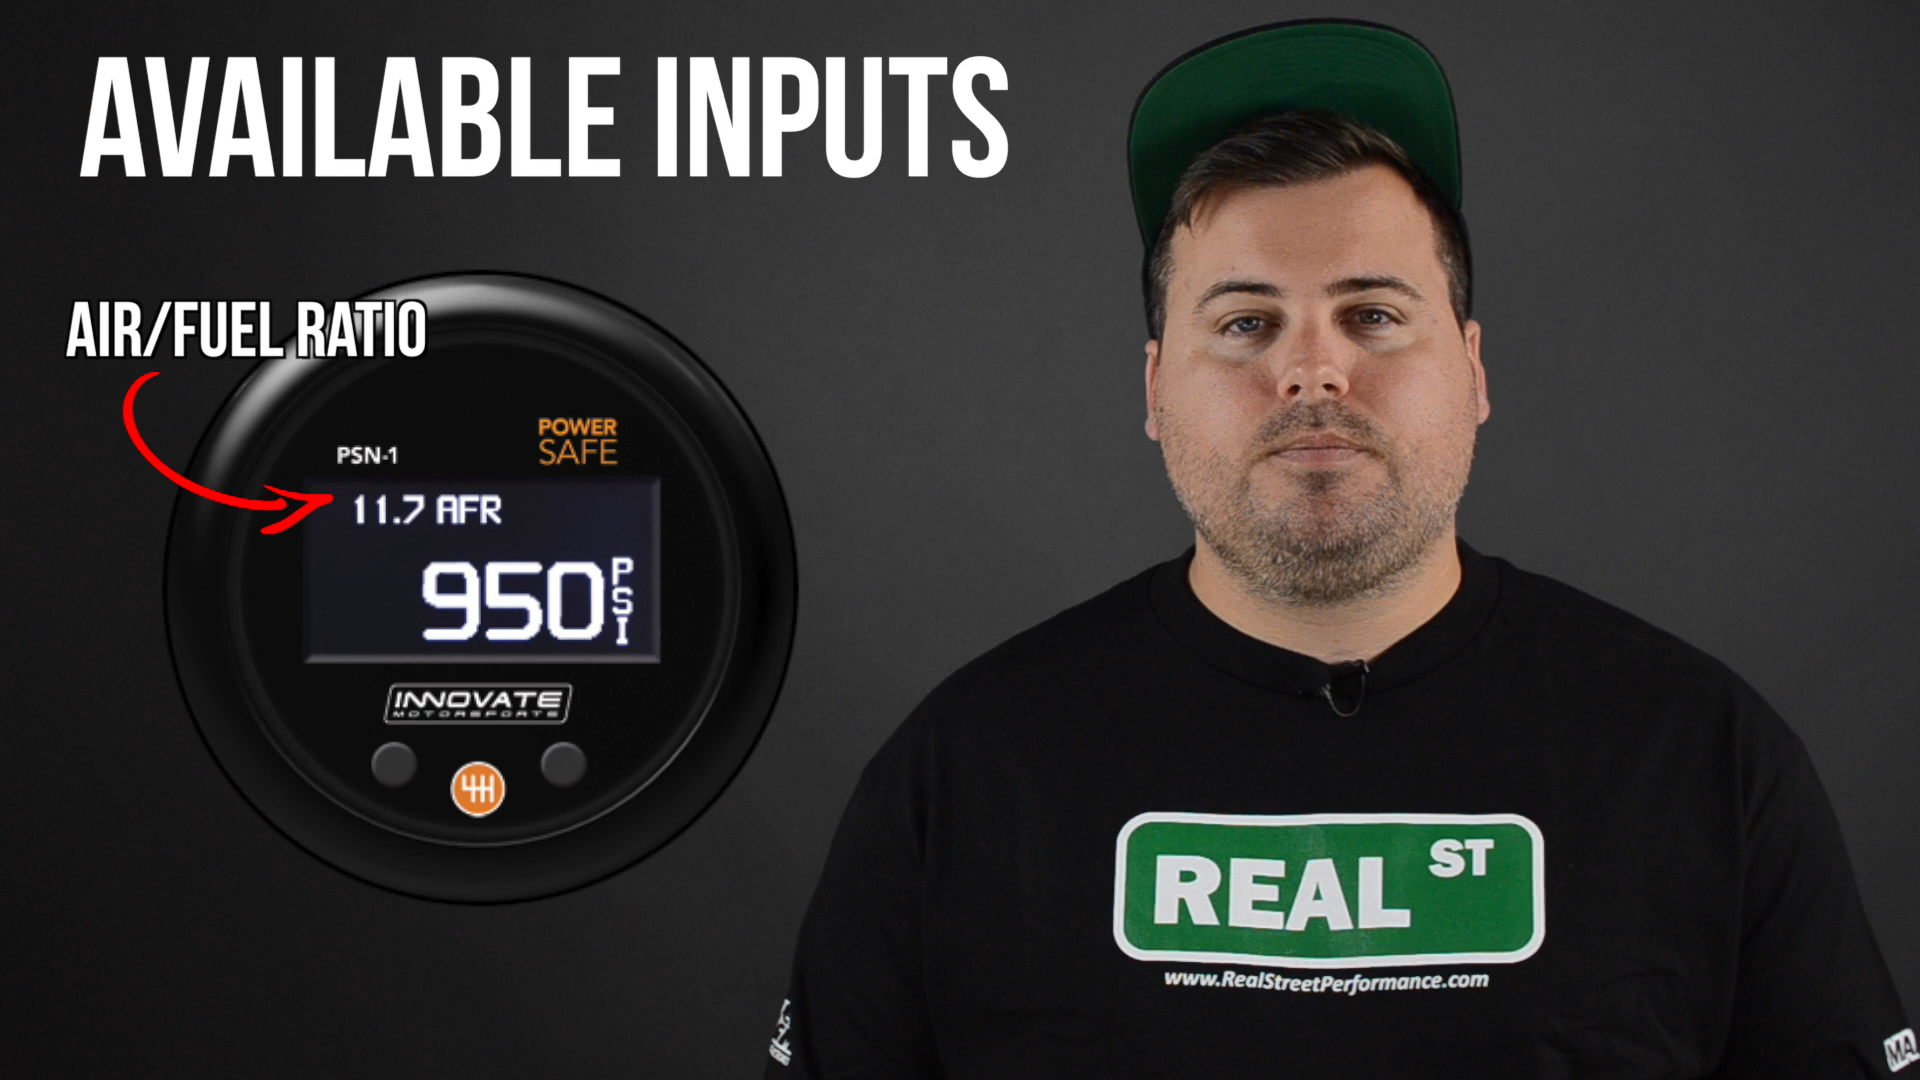 AVAILABLE INPUTS
AIR/FUEL RATIO
PSN-1
POWER
SAFE
11.7 AFR
950 PSI
INNOVATE
MOTORSPORTS
REAL ST
www.RealStreetPerformance.com
MA